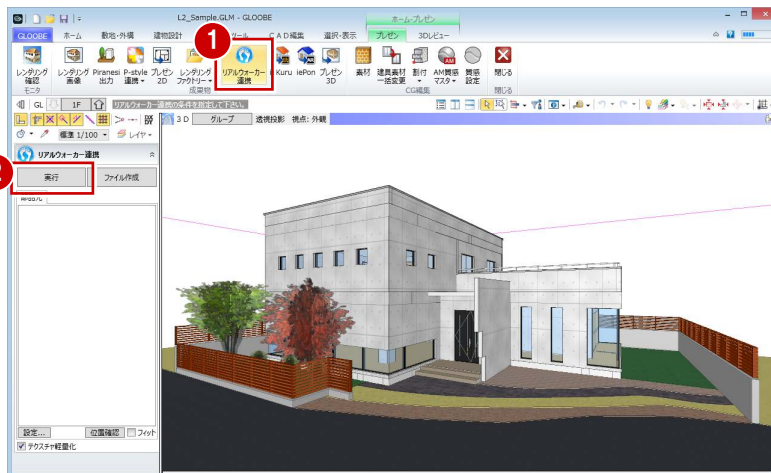 L2_Sample.GLM - GLOOBE
ホーム-プレゼン
GLOOBE ホーム 敷地・外構 建物設計 ツール CAD編集 選択・表示 プレゼン 3Dビュー
1
レンダリング確認 レンダリング画像 Piranesi出力 P-style連携 プレゼン2D レンダリングファクトリー リアルウォーカー連携 Kuru iePon プレゼン3D 素材 建具素材一括変更 割付 AM質感マスタ 質感設定 閉じる
モニタ 成果物 CG編集 閉じる
GL 1F リアルウォーカー連携の条件を指定して下さい。
3D グループ 透視投影 視点: 外観
標準 1/100 レイヤ
リアルウォーカー連携
2
実行 ファイル作成
設定... 位置確認 フィット
テクスチャ軽量化